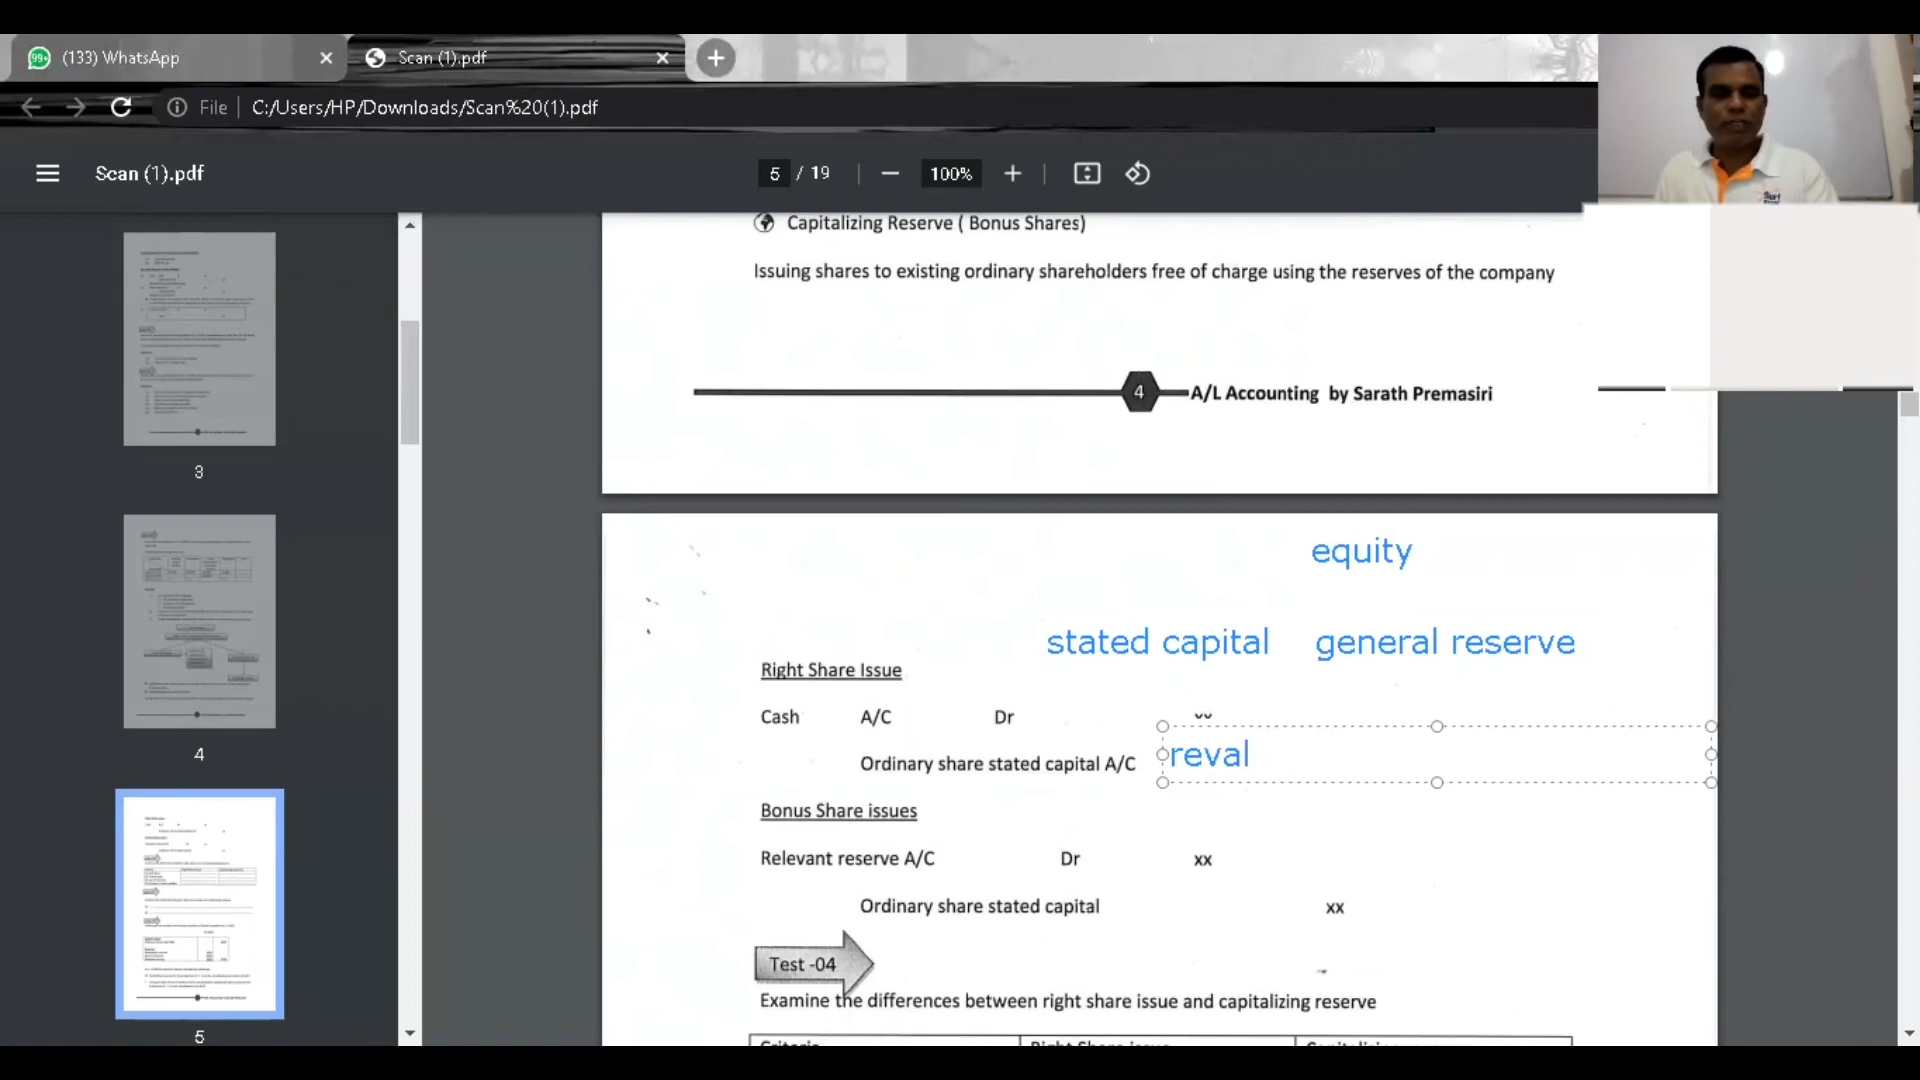 (133) WhatsApp
Scan (1).pdf
File
C:/Users/HP/Downloads/Scan%20(1).pdf
Scan (1).pdf
5 / 19
100%
Capitalizing Reserve ( Bonus Shares)
Issuing shares to existing ordinary shareholders free of charge using the reserves of the company
4
A/L Accounting by Sarath Premasiri
3
4
5
equity
stated capital
general reserve
Right Share Issue
Cash A/C Dr
reval
Ordinary share stated capital A/C
Bonus Share issues
Relevant reserve A/C Dr xx
Ordinary share stated capital xx
Test -04
Examine the differences between right share issue and capitalizing reserve